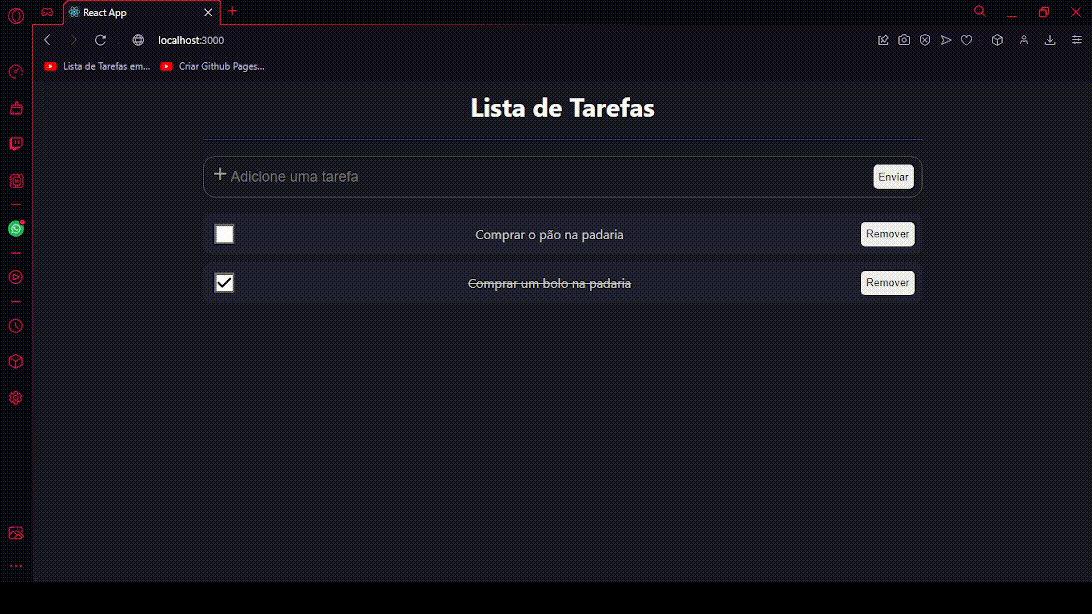 React App
localhost:3000
Lista de Tarefas em...
Criar Github Pages...
Lista de Tarefas
Adicione uma tarefa
Enviar
Comprar o pão na padaria
Remover
Comprar um bolo na padaria
Remover